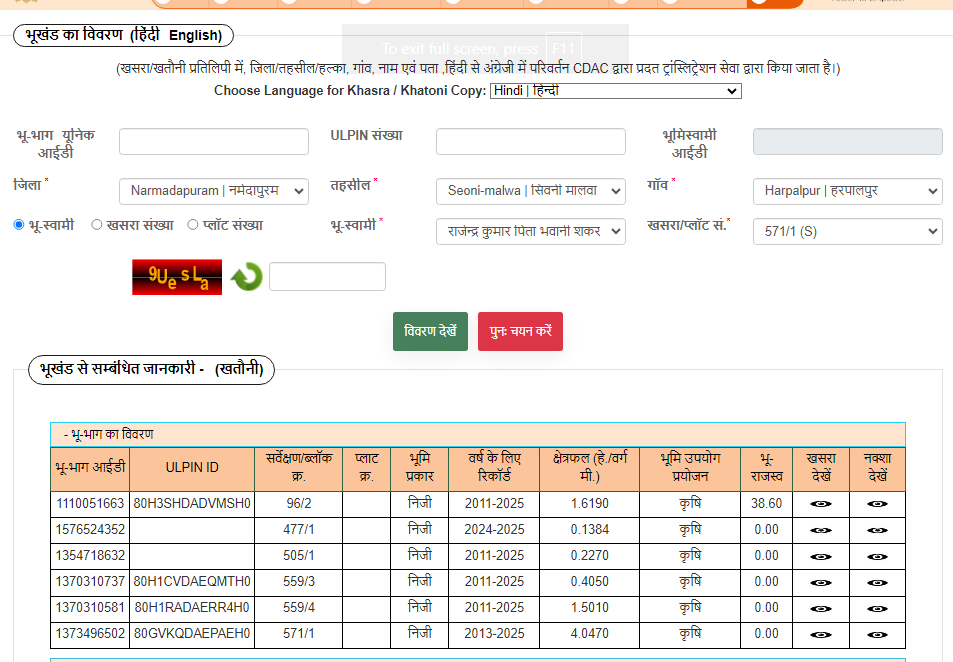 भूखंड का विवरण (हिंदी English)
To exit full screen, press F11
(खसरा/खतौनी प्रतिलिपी में, जिला/तहसील/हल्का, गांव, नाम एवं पता ,हिंदी से अंग्रेजी में परिवर्तन CDAC द्वारा प्रदत ट्रांस्लिट्रेशन सेवा द्वारा किया जाता है।)
Choose Language for Khasra / Khatoni Copy: Hindi | हिन्दी
भू-भाग यूनिक आईडी ULPIN संख्या भूमिस्वामी आईडी
जिला * Narmadapuram | नर्मदापुरम तहसील * Seoni-malwa | सिवनी मालवा गाँव * Harpalpur | हरपालपुर
भू-स्वामी खसरा संख्या प्लॉट संख्या भू-स्वामी * राजेन्द्र कुमार पिता भवानी शंकर खसरा/प्लॉट सं.* 571/1 (S)
9UesLa
विवरण देखें पुनः चयन करें
भूखंड से सम्बंधित जानकारी - (खतौनी)
- भू-भाग का विवरण
भू-भाग आईडी ULPIN ID सर्वेक्षण/ब्लॉक क्र. प्लाट क्र. भूमि प्रकार वर्ष के लिए रिकॉर्ड क्षेत्रफल (हे./वर्ग मी.) भूमि उपयोग प्रयोजन भू-राजस्व खसरा देखें नक्शा देखें
1110051663 80H3SHDADVMSH0 96/2 निजी 2011-2025 1.6190 कृषि 38.60
1576524352 477/1 निजी 2024-2025 0.1384 कृषि 0.00
1354718632 505/1 निजी 2011-2025 0.2270 कृषि 0.00
1370310737 80H1CVDAEQMTH0 559/3 निजी 2011-2025 0.4050 कृषि 0.00
1370310581 80H1RADAERR4H0 559/4 निजी 2011-2025 1.5010 कृषि 0.00
1373496502 80GVKQDAEPAEH0 571/1 निजी 2013-2025 4.0470 कृषि 0.00